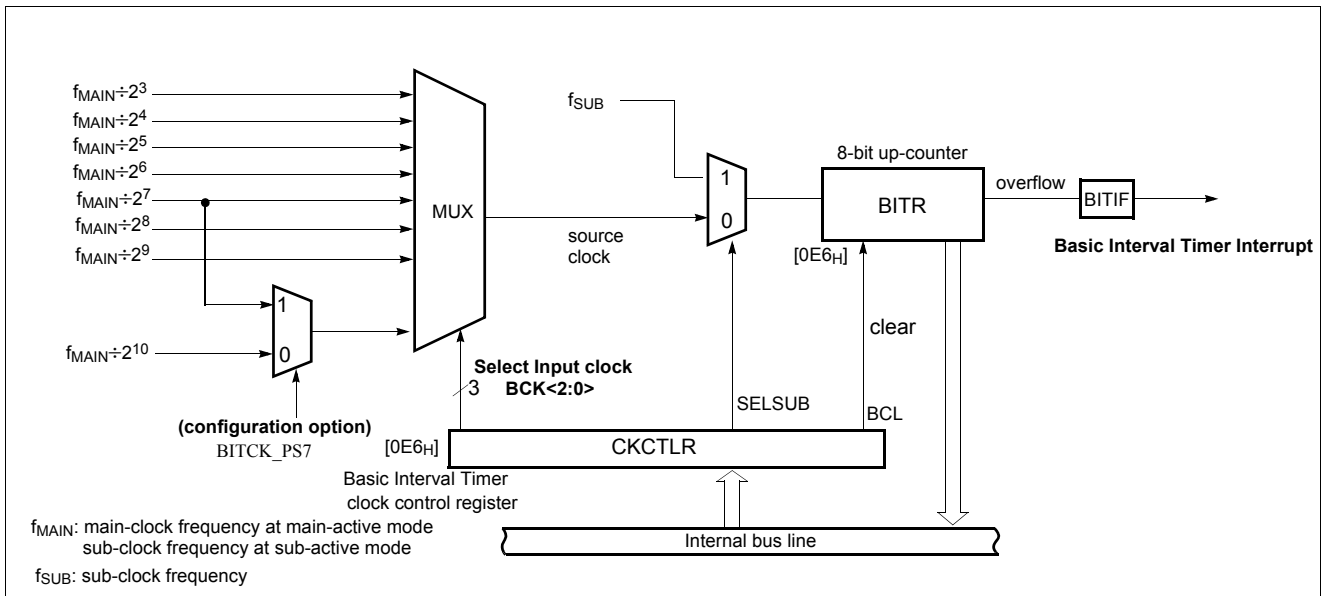 fMAIN÷2³
fMAIN÷2⁴
fMAIN÷2⁵
fMAIN÷2⁶
fMAIN÷2⁷
fMAIN÷2⁸
fMAIN÷2⁹
1
0
fMAIN÷2¹⁰
(configuration option)
BITCK_PS7
MUX
source
clock
fSUB
1
0
8-bit up-counter
BITR
[0E6H]
overflow
BITIF
Basic Interval Timer Interrupt
3
Select Input clock
BCK<2:0>
SELSUB
clear
BCL
[0E6H]
CKCTLR
Basic Interval Timer
clock control register
Internal bus line
fMAIN: main-clock frequency at main-active mode
sub-clock frequency at sub-active mode
fSUB: sub-clock frequency